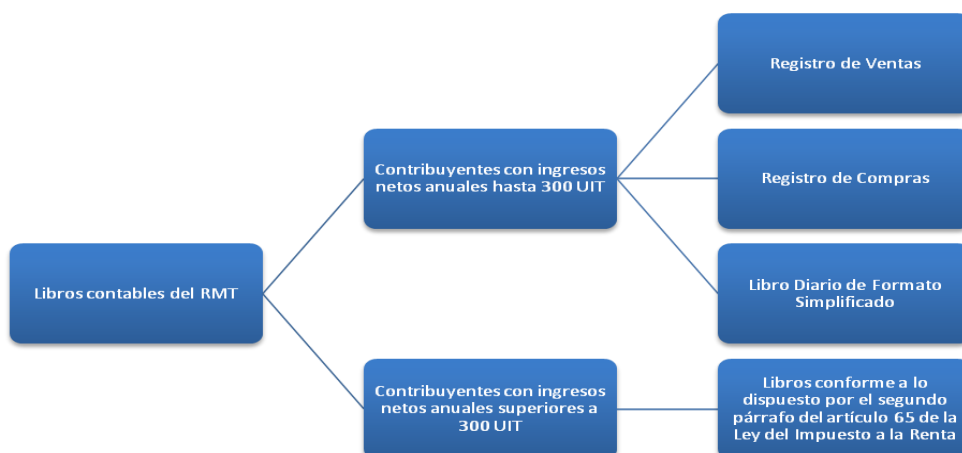 Libros contables del RMT
Contribuyentes con ingresos
netos anuales hasta 300 UIT
Registro de Ventas
Registro de Compras
Libro Diario de Formato
Simplificado
Contribuyentes con ingresos
netos anuales superiores a
300 UIT
Libros conforme a lo
dispuesto por el segundo
párrafo del artículo 65 de la
Ley del Impuesto a la Renta